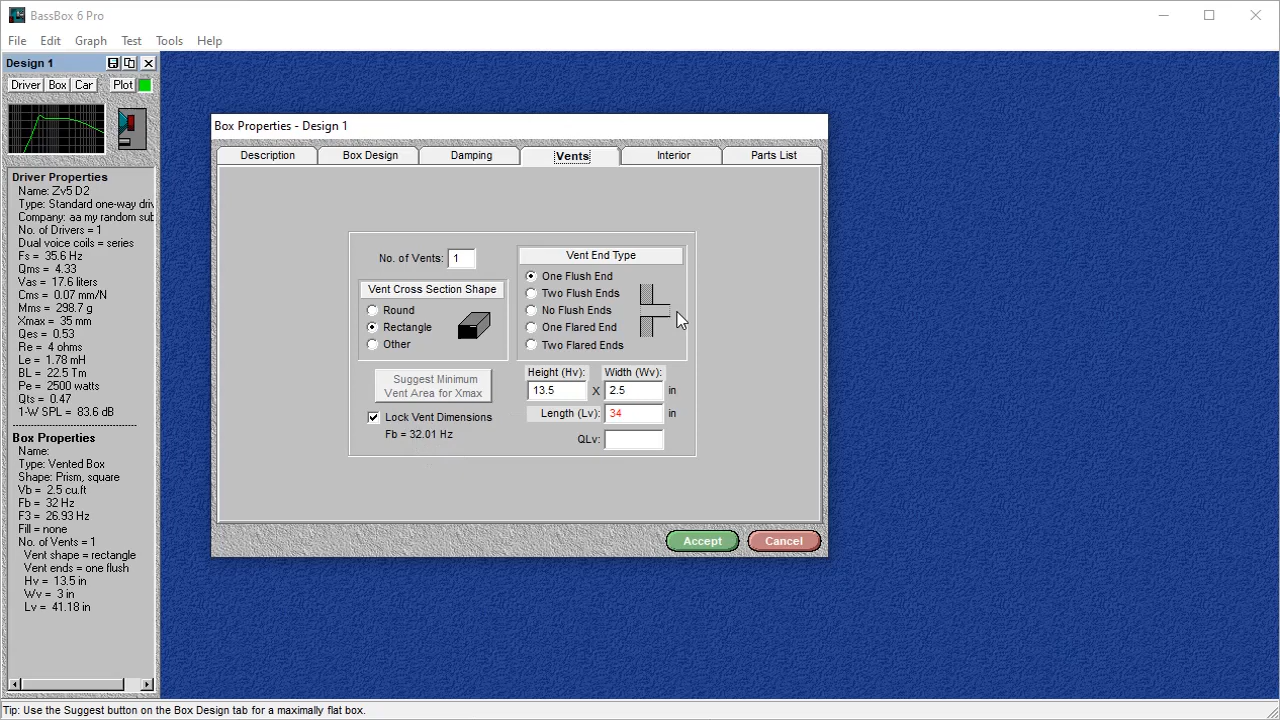 BassBox 6 Pro
File Edit Graph Test Tools Help
Design 1
Driver Box Car Plot
Driver Properties
Name: Zv5 D2
Type: Standard one-way driv
Company: aa my random sub
No. of Drivers = 1
Dual voice coils = series
Fs = 35.6 Hz
Qms = 4.33
Vas = 17.6 liters
Cms = 0.07 mm/N
Mms = 298.7 g
Xmax = 35 mm
Qes = 0.53
Re = 4 ohms
Le = 1.78 mH
BL = 22.5 Tm
Pe = 2500 watts
Qts = 0.47
1-W SPL = 83.6 dB
Box Properties
Name:
Type: Vented Box
Shape: Prism, square
Vb = 2.5 cu.ft
Fb = 32 Hz
F3 = 26.93 Hz
Fill = none
No. of Vents = 1
Vent shape = rectangle
Vent ends = one flush
Hv = 13.5 in
Wv = 3 in
Lv = 41.18 in
Box Properties - Design 1
Description Box Design Damping Vents Interior Parts List
No. of Vents: 1
Vent Cross Section Shape
Round
Rectangle
Other
Suggest Minimum
Vent Area for Xmax
Lock Vent Dimensions
Fb = 32.01 Hz
Vent End Type
One Flush End
Two Flush Ends
No Flush Ends
One Flared End
Two Flared Ends
Height (Hv): Width (Wv):
13.5 X 2.5 in
Length (Lv): 34 in
QLv:
Accept Cancel
Tip: Use the Suggest button on the Box Design tab for a maximally flat box.